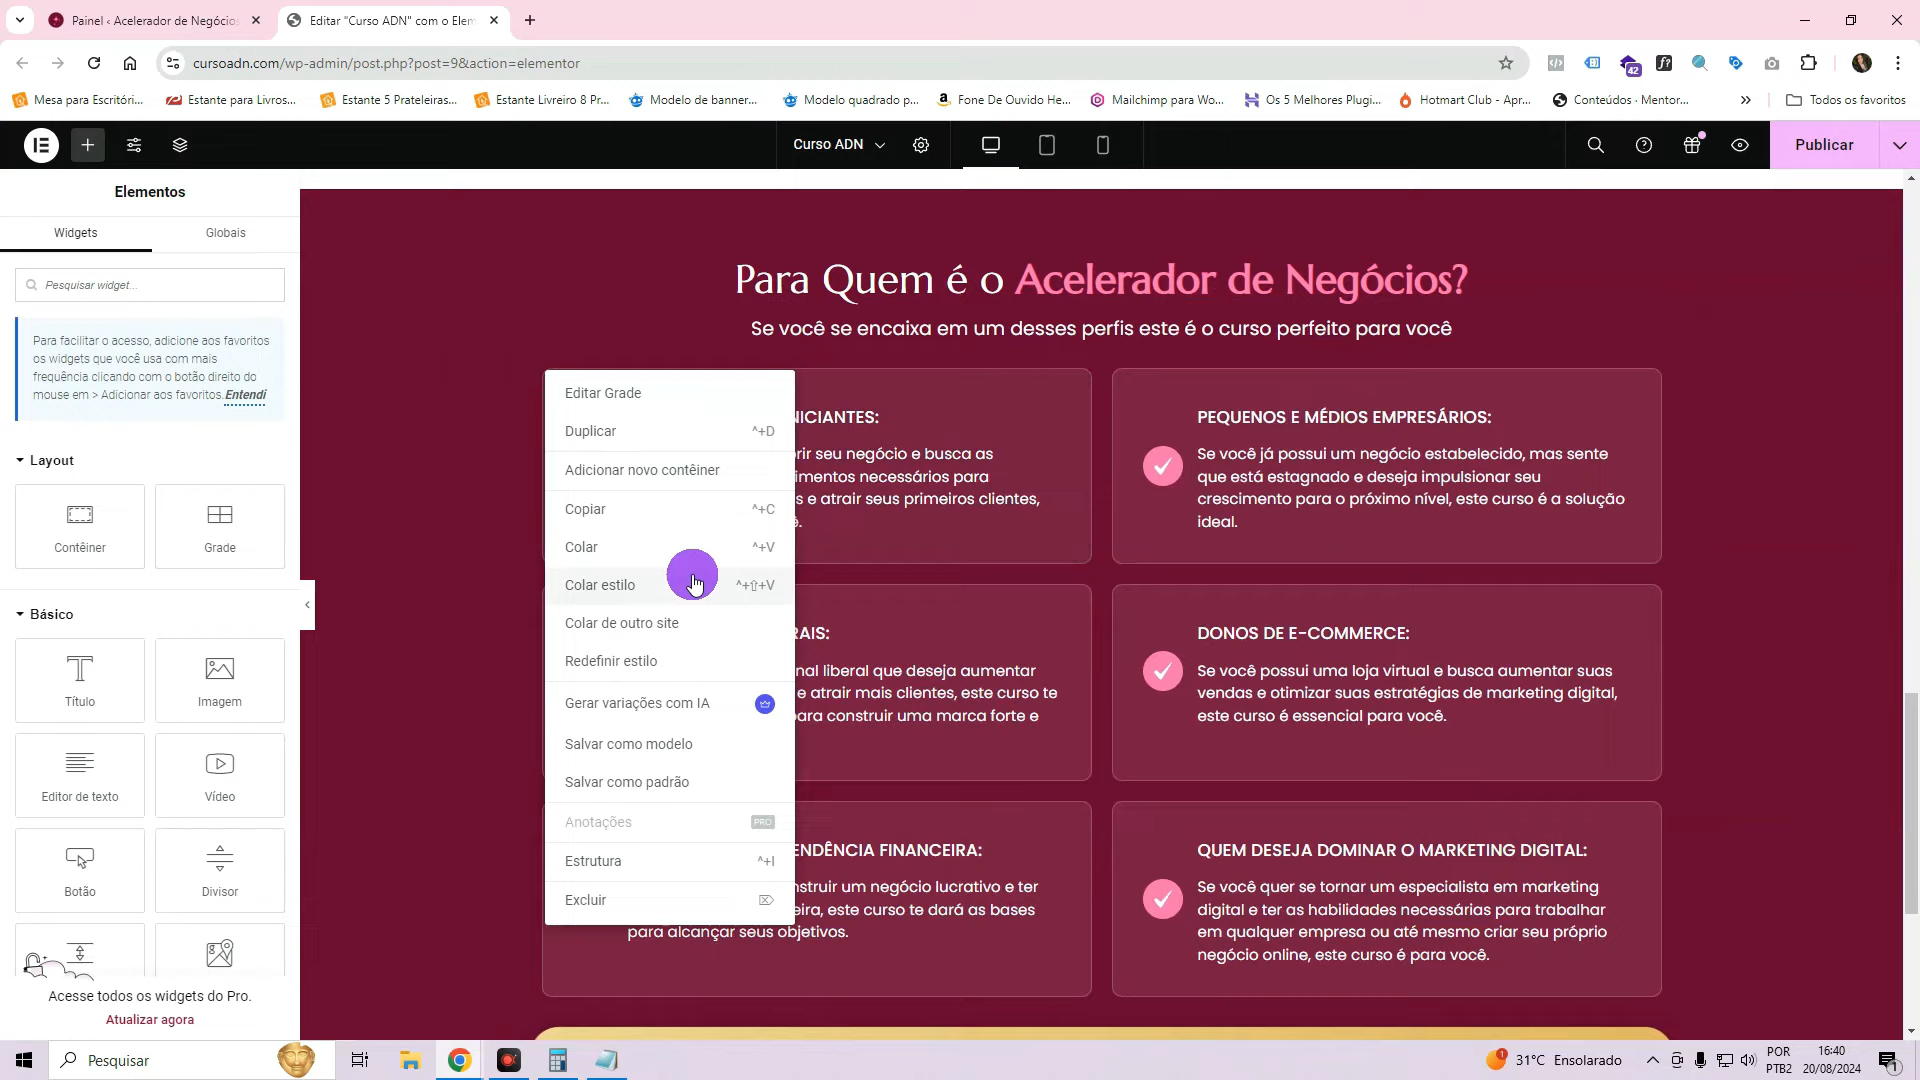 Painel ‹ Acelerador de Negócios
Editar "Curso ADN" com o Elem
cursoadn.com/wp-admin/post.php?post=9&action=elementor
42
f?
Mesa para Escritóri...
Estante para Livros...
Estante 5 Prateleiras...
Estante Livreiro 8 Pr...
Modelo de banner...
Modelo quadrado p...
Fone De Ouvido He...
Mailchimp para Wo...
Os 5 Melhores Plugi...
Hotmart Club - Apr...
Conteúdos · Mentor...
»
Todos os favoritos
Curso ADN
Publicar
Elementos
Widgets
Globais
Pesquisar widget...
Para facilitar o acesso, adicione aos favoritos
os widgets que você usa com mais
frequência clicando com o botão direito do
mouse em > Adicionar aos favoritos. Entendi
Layout
Contêiner
Grade
Básico
Título
Imagem
Editor de texto
Vídeo
Botão
Divisor
Acesse todos os widgets do Pro.
Atualizar agora
Para Quem é o Acelerador de Negócios?
Se você se encaixa em um desses perfis este é o curso perfeito para você
Editar Grade
Duplicar ^+D
Adicionar novo contêiner
Copiar ^+C
Colar ^+V
Colar estilo ^+⇧+V
Colar de outro site
Redefinir estilo
Gerar variações com IA
Salvar como modelo
Salvar como padrão
Anotações PRO
Estrutura ^+I
Excluir ⌦
NICIANTES:
rir seu negócio e busca as
imentos necessários para
s e atrair seus primeiros clientes,
PEQUENOS E MÉDIOS EMPRESÁRIOS:
Se você já possui um negócio estabelecido, mas sente
que está estagnado e deseja impulsionar seu
crescimento para o próximo nível, este curso é a solução
ideal.
RAIS:
nal liberal que deseja aumentar
e atrair mais clientes, este curso te
ara construir uma marca forte e
DONOS DE E-COMMERCE:
Se você possui uma loja virtual e busca aumentar suas
vendas e otimizar suas estratégias de marketing digital,
este curso é essencial para você.
ENDÊNCIA FINANCEIRA:
nstruir um negócio lucrativo e ter
eira, este curso te dará as bases
para alcançar seus objetivos.
QUEM DESEJA DOMINAR O MARKETING DIGITAL:
Se você quer se tornar um especialista em marketing
digital e ter as habilidades necessárias para trabalhar
em qualquer empresa ou até mesmo criar seu próprio
negócio online, este curso é para você.
Pesquisar
1
31°C Ensolarado
POR
PTB2
16:40
20/08/2024
1